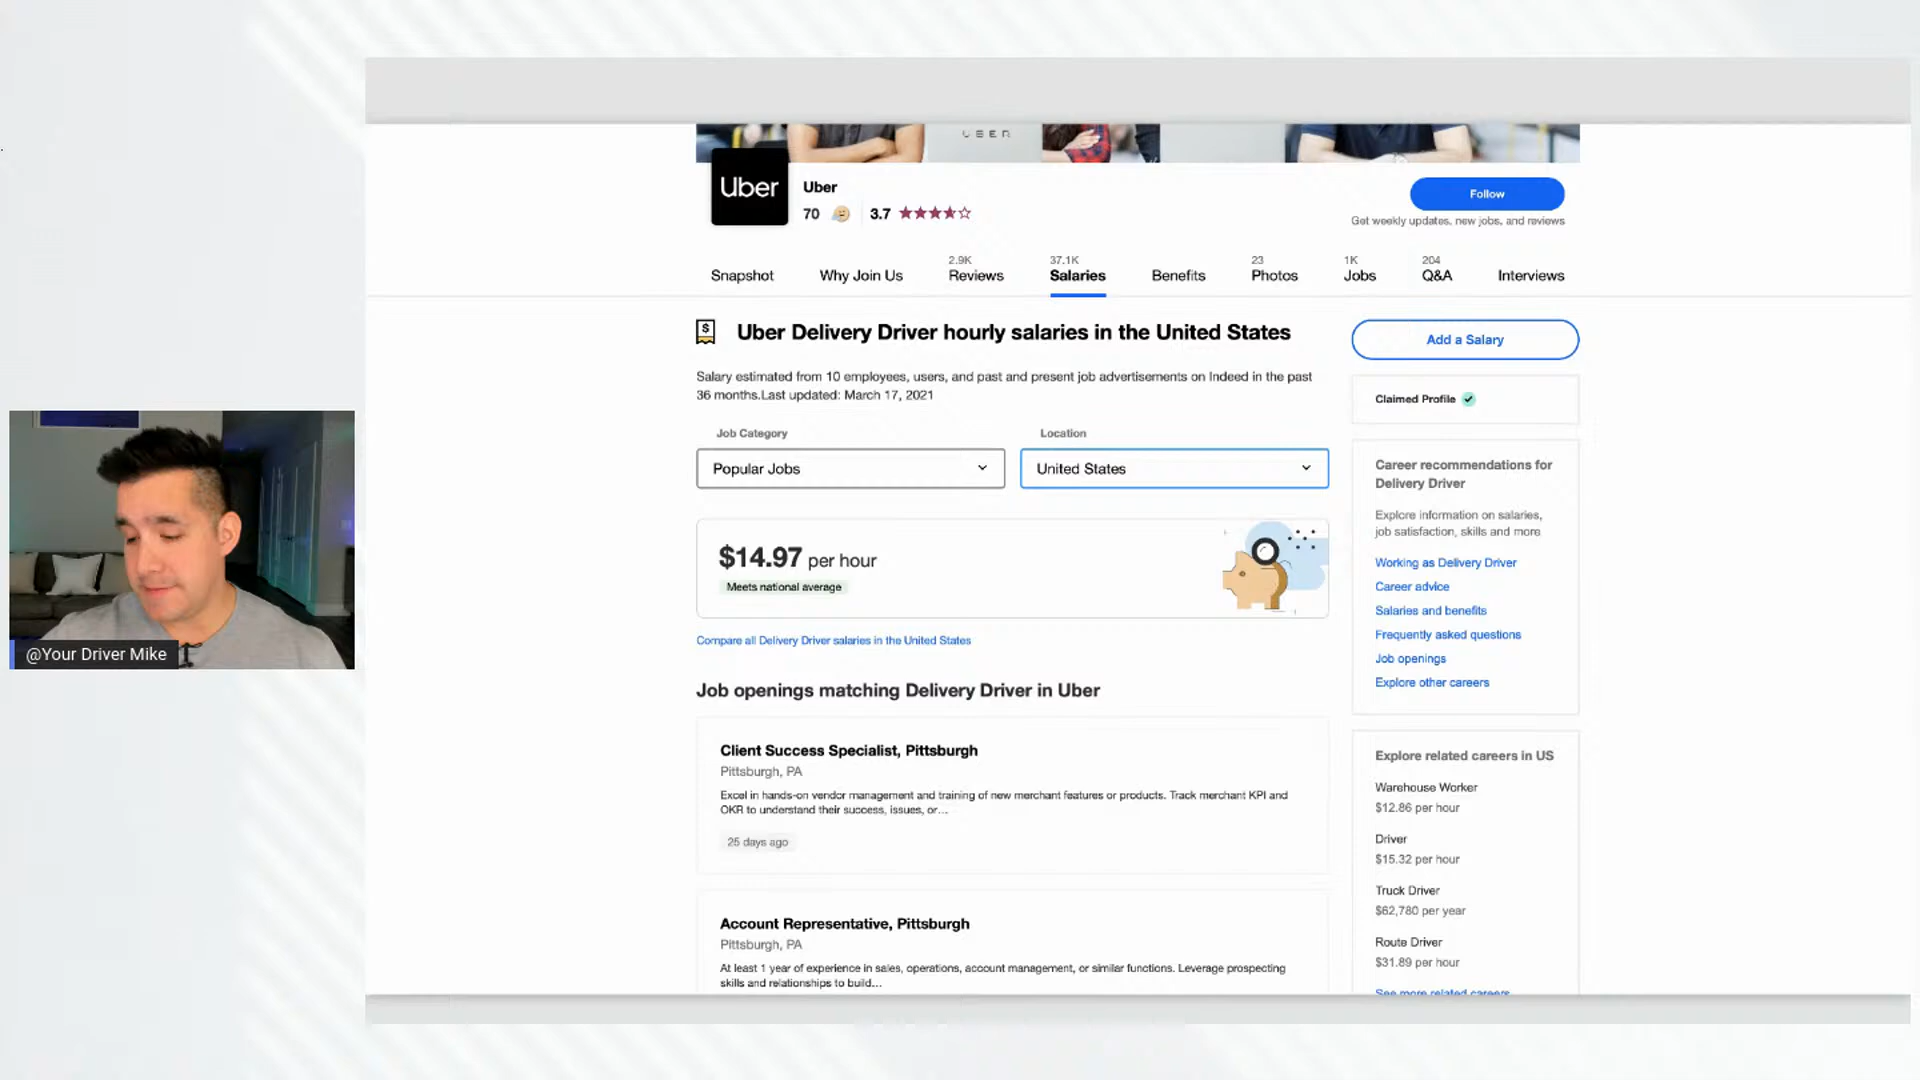 UBER
Uber
Uber
70
3.7
Follow
Get weekly updates, new jobs, and reviews
Snapshot
Why Join Us
2.9K
Reviews
37.1K
Salaries
Benefits
23
Photos
1K
Jobs
204
Q&A
Interviews
$
Uber Delivery Driver hourly salaries in the United States
Add a Salary
Salary estimated from 10 employees, users, and past and present job advertisements on Indeed in the past
36 months.Last updated: March 17, 2021
Claimed Profile
Job Category
Location
Popular Jobs
United States
Career recommendations for
Delivery Driver
Explore information on salaries,
job satisfaction, skills and more
Working as Delivery Driver
Career advice
Salaries and benefits
Frequently asked questions
Job openings
Explore other careers
$14.97 per hour
Meets national average
Compare all Delivery Driver salaries in the United States
@Your Driver Mike
Job openings matching Delivery Driver in Uber
Client Success Specialist, Pittsburgh
Pittsburgh, PA
Excel in hands-on vendor management and training of new merchant features or products. Track merchant KPI and
OKR to understand their success, issues, or...
25 days ago
Account Representative, Pittsburgh
Pittsburgh, PA
At least 1 year of experience in sales, operations, account management, or similar functions. Leverage prospecting
skills and relationships to build...
Explore related careers in US
Warehouse Worker
$12.86 per hour
Driver
$15.32 per hour
Truck Driver
$62,780 per year
Route Driver
$31.89 per hour
See more related careers